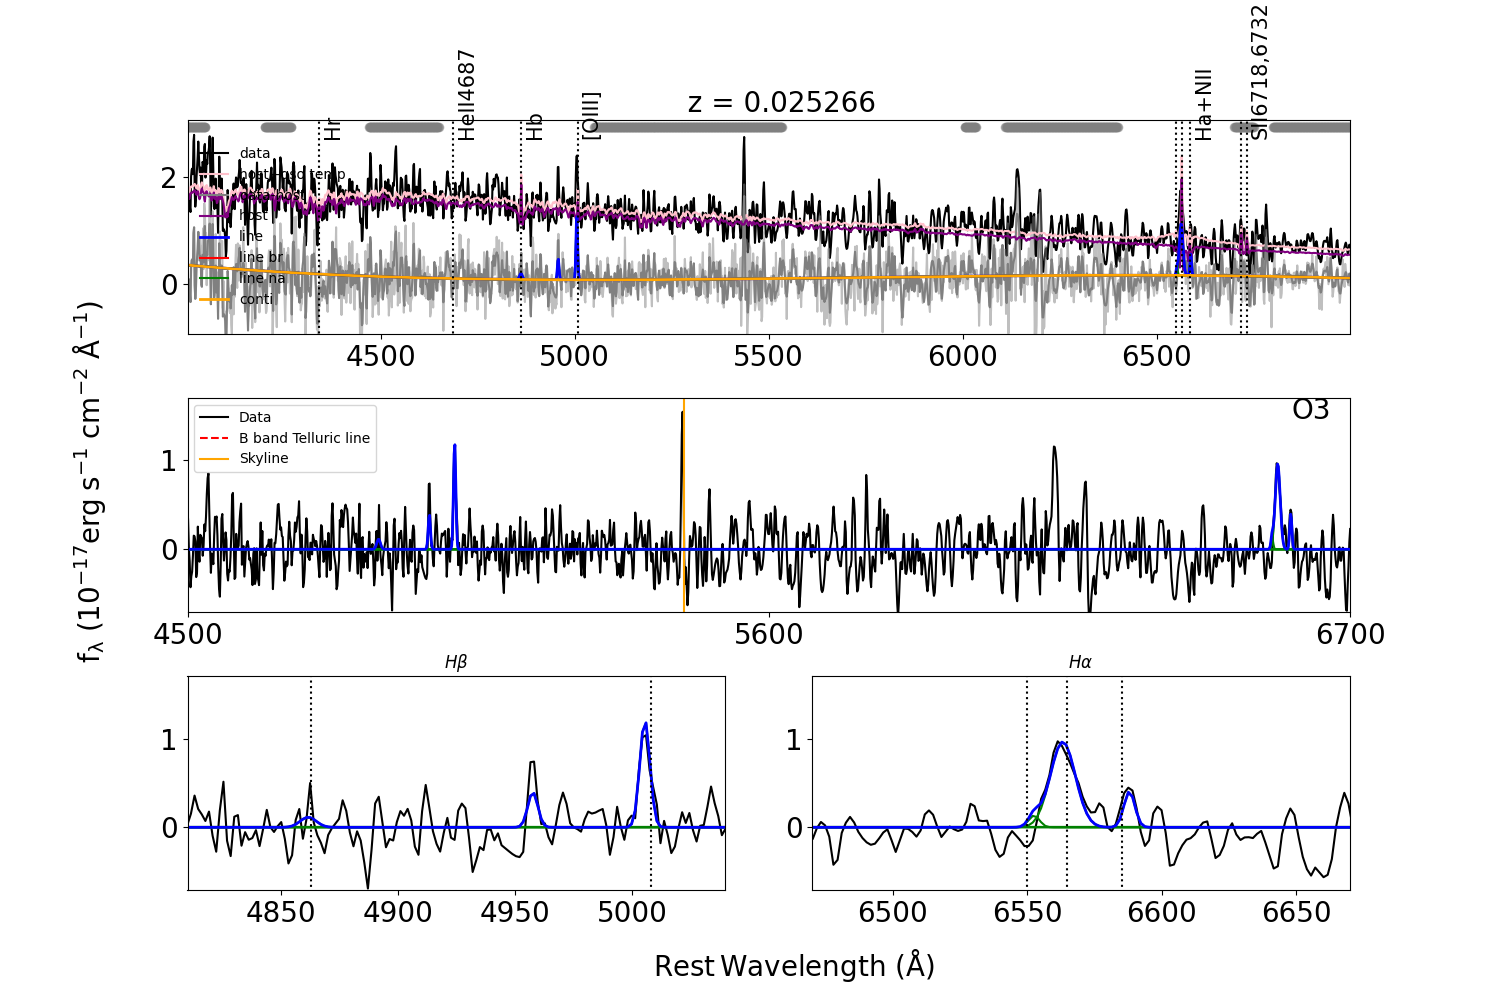 z = 0.025266
Hr
HeII4687
Hb
[OIII]
Ha+NII
SII6718,6732
data
host+qso temp
host
line
line br
line na
conti
2
0
4500 5000 5500 6000 6500
fλ (10−17erg s−1 cm−2 Å−1)
O3
Data
B band Telluric line
Skyline
1
0
4500 5600 6700
Hβ
1
0
4850 4900 4950 5000
Hα
1
0
6500 6550 6600 6650
Rest Wavelength (Å)